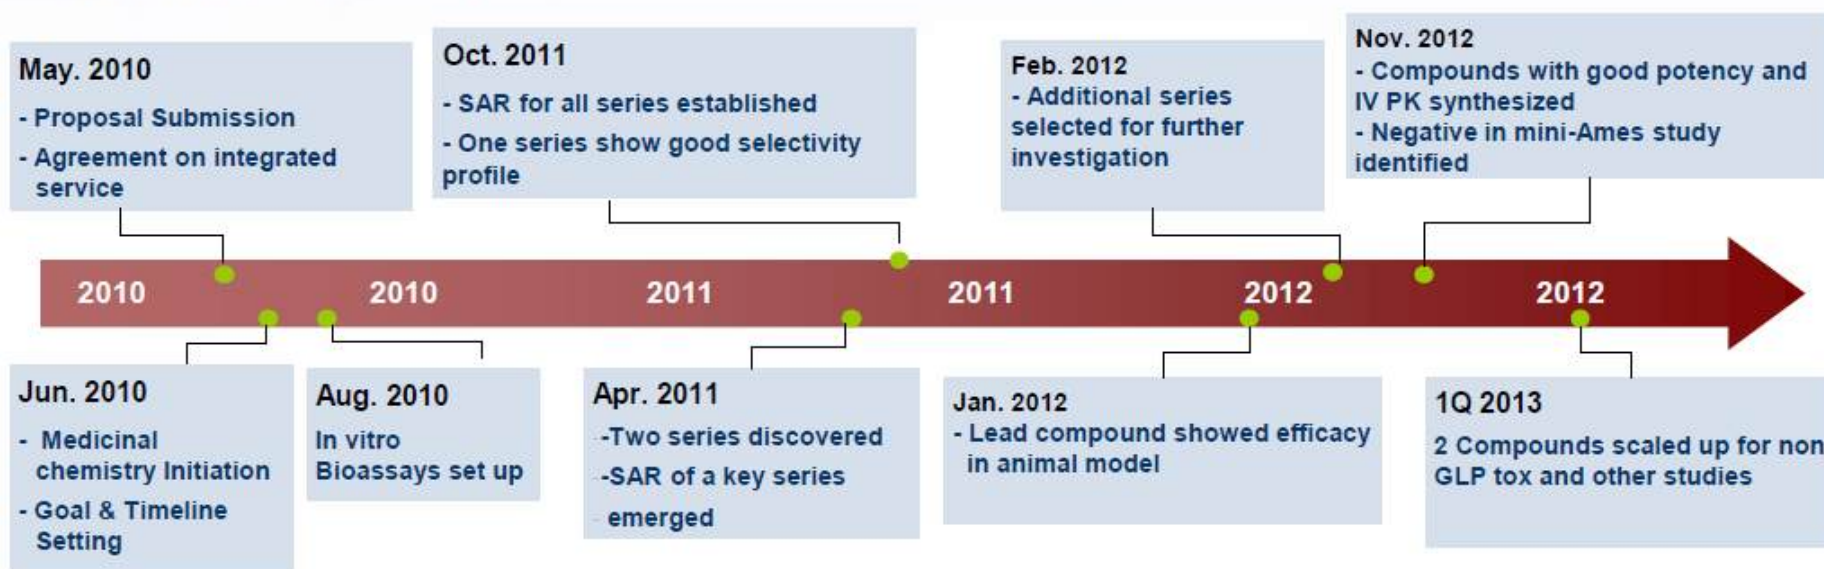 May. 2010
- Proposal Submission
- Agreement on integrated
service
Oct. 2011
- SAR for all series established
- One series show good selectivity
profile
Feb. 2012
- Additional series
selected for further
investigation
Nov. 2012
- Compounds with good potency and
IV PK synthesized
- Negative in mini-Ames study
identified
2010 2010 2011 2011 2012 2012
Jun. 2010
- Medicinal
chemistry Initiation
- Goal & Timeline
Setting
Aug. 2010
In vitro
Bioassays set up
Apr. 2011
-Two series discovered
-SAR of a key series
emerged
Jan. 2012
- Lead compound showed efficacy
in animal model
1Q 2013
2 Compounds scaled up for non
GLP tox and other studies